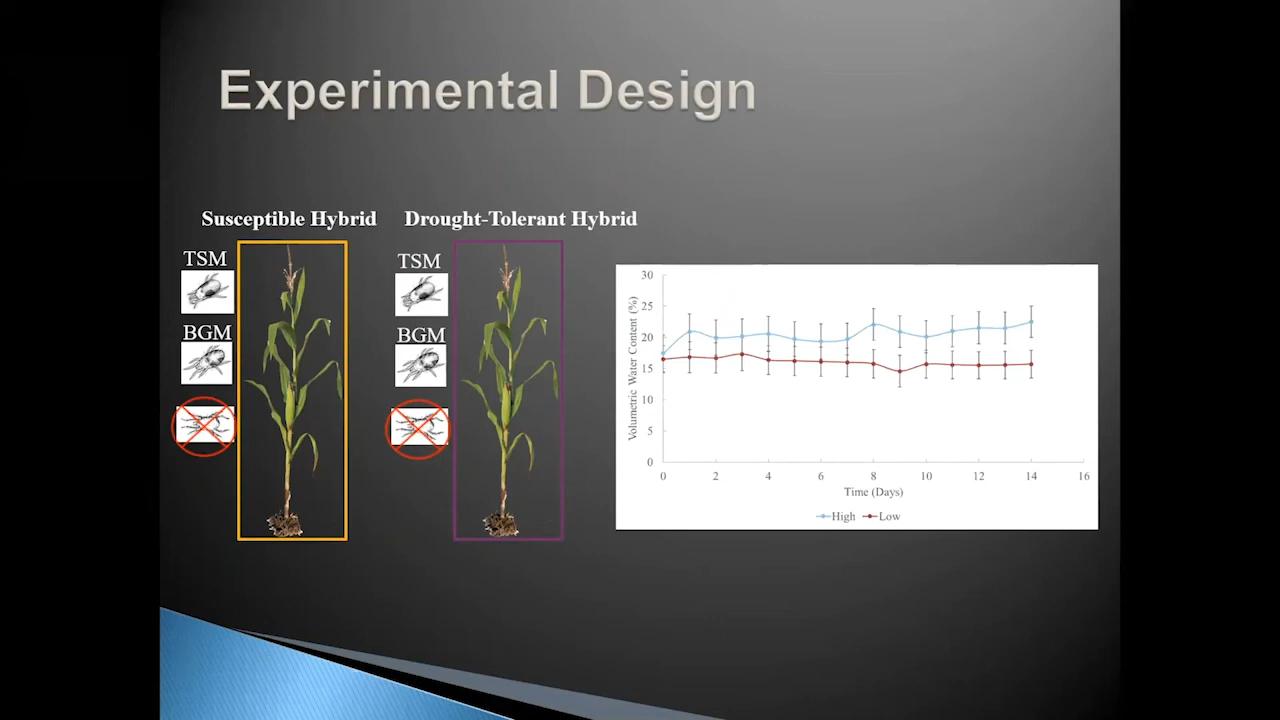 Experimental Design
Susceptible Hybrid
Drought-Tolerant Hybrid
TSM
BGM
TSM
BGM
Volumetric Water Content (%)
30
25
20
15
10
5
0
0 2 4 6 8 10 12 14 16
Time (Days)
High Low